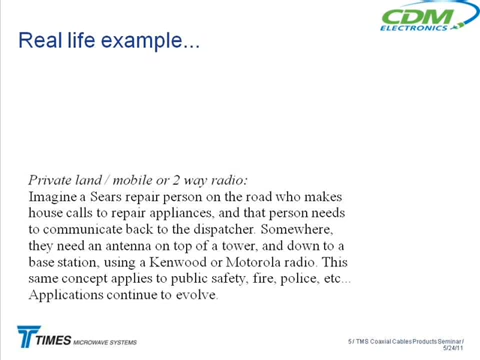 CDM
ELECTRONICS
Real life example...
Private land / mobile or 2 way radio:
Imagine a Sears repair person on the road who makes
house calls to repair appliances, and that person needs
to communicate back to the dispatcher. Somewhere,
they need an antenna on top of a tower, and down to a
base station, using a Kenwood or Motorola radio. This
same concept applies to public safety, fire, police, etc...
Applications continue to evolve.
TIMES MICROWAVE SYSTEMS
5 / TMS Coaxial Cables Products Seminar /
5/24/11